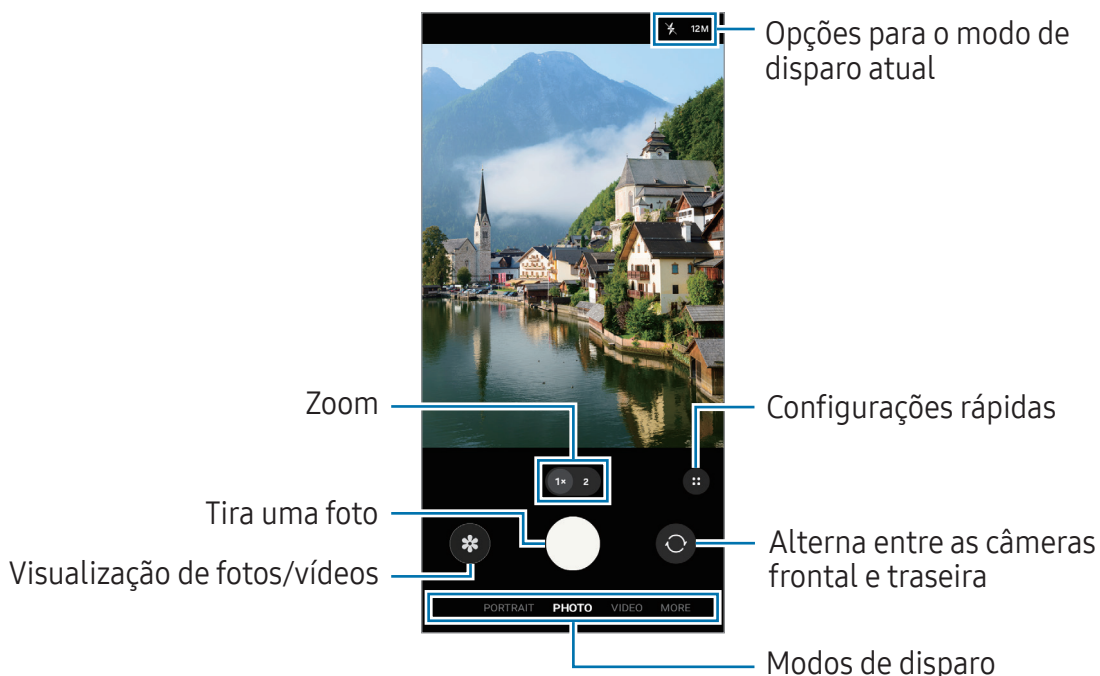 12M
Opções para o modo de
disparo atual
Zoom
Configurações rápidas
1× 2
Tira uma foto
Alterna entre as câmeras
frontal e traseira
Visualização de fotos/vídeos
PORTRAIT PHOTO VIDEO MORE
Modos de disparo